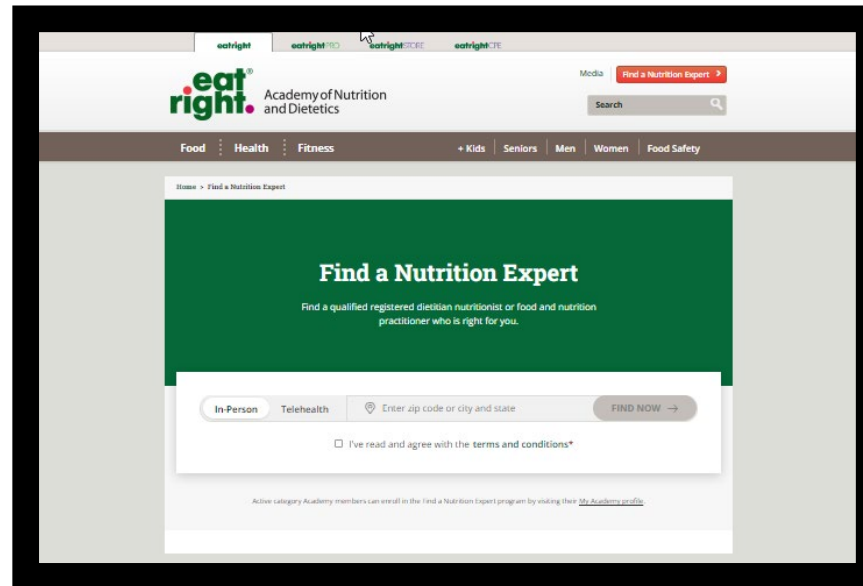 eatright eatrightPRO eatrightSTORE eatrightCPE
Media Find a Nutrition Expert
eat® right. Academy of Nutrition and Dietetics
Search
Food Health Fitness + Kids Seniors Men Women Food Safety
Home > Find a Nutrition Expert
Find a Nutrition Expert
Find a qualified registered dietitian nutritionist or food and nutrition
practitioner who is right for you.
In-Person Telehealth Enter zip code or city and state FIND NOW →
I've read and agree with the terms and conditions*
Active category Academy members can enroll in the Find a Nutrition Expert program by visiting their My Academy profile.